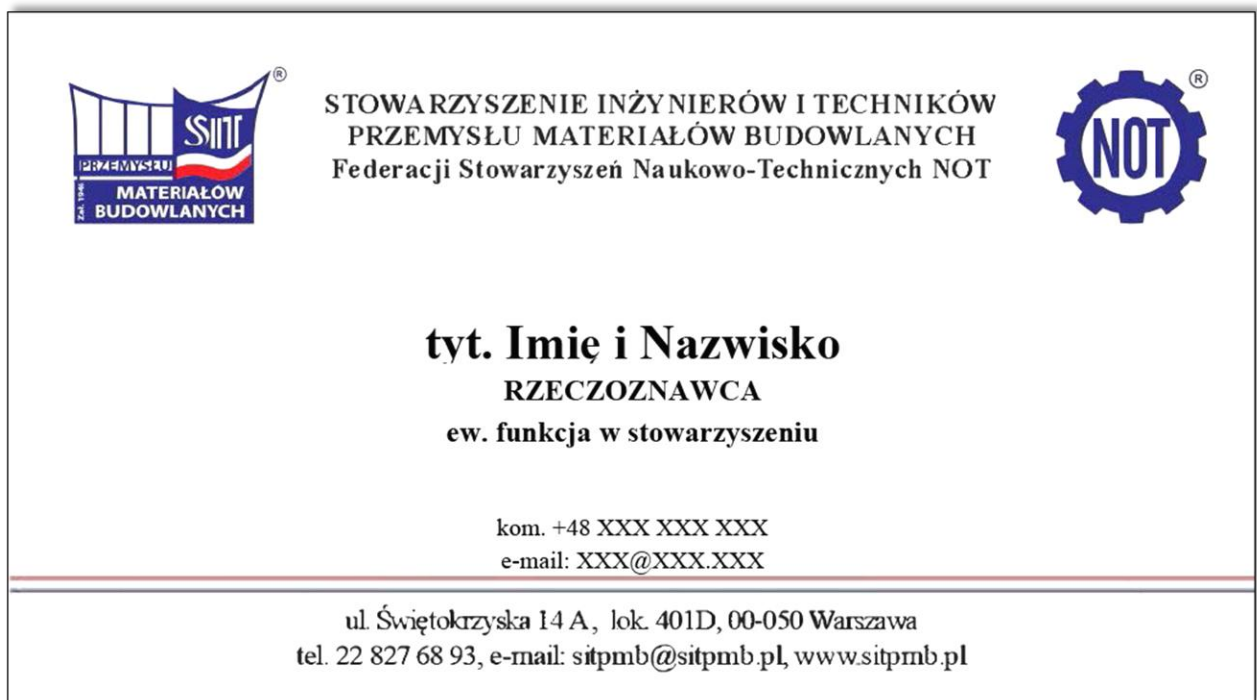 SIT
PRZEMYSŁU
MATERIAŁÓW
BUDOWLANYCH
Zał. 1946
®
STOWARZYSZENIE INŻYNIERÓW I TECHNIKÓW
PRZEMYSŁU MATERIAŁÓW BUDOWLANYCH
Federacji Stowarzyszeń Naukowo-Technicznych NOT
NOT
®
tyt. Imię i Nazwisko
RZECZOZNAWCA
ew. funkcja w stowarzyszeniu
kom. +48 XXX XXX XXX
e-mail: XXX@XXX.XXX
ul. Świętokrzyska 14 A, lok. 401D, 00-050 Warszawa
tel. 22 827 68 93, e-mail: sitpmb@sitpmb.pl, www.sitpmb.pl